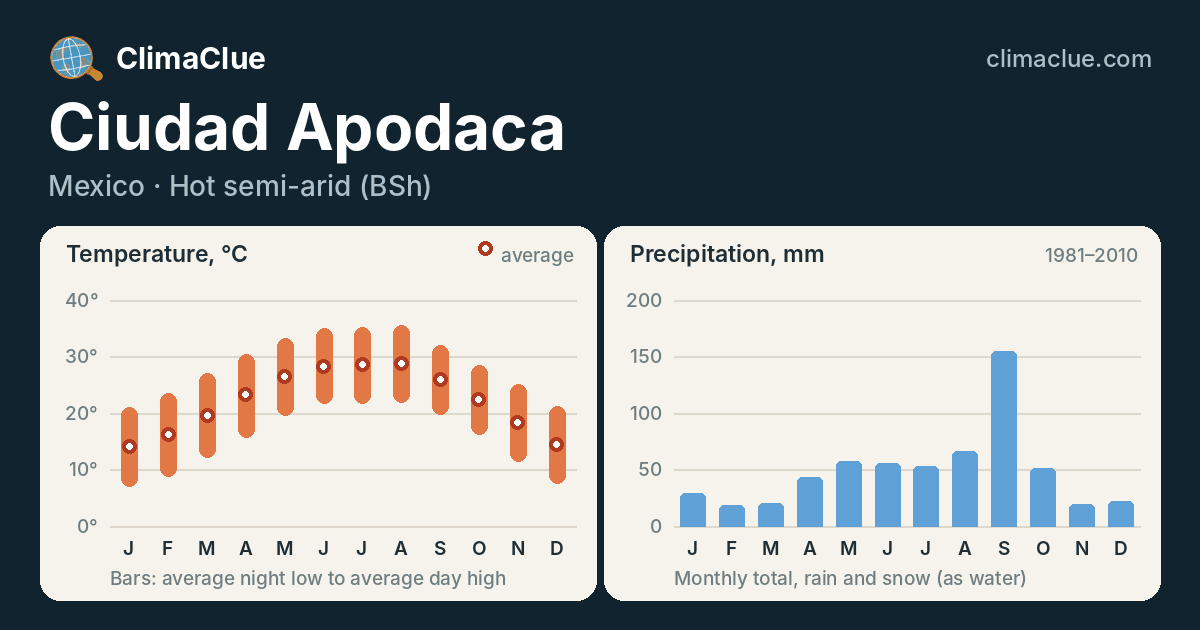 ClimaClue
climaclue.com
Ciudad Apodaca
Mexico · Hot semi-arid (BSh)
Temperature, °C
average
40°
30°
20°
10°
0°
J F M A M J J A S O N D
Bars: average night low to average day high
Precipitation, mm
1981–2010
200
150
100
50
0
J F M A M J J A S O N D
Monthly total, rain and snow (as water)